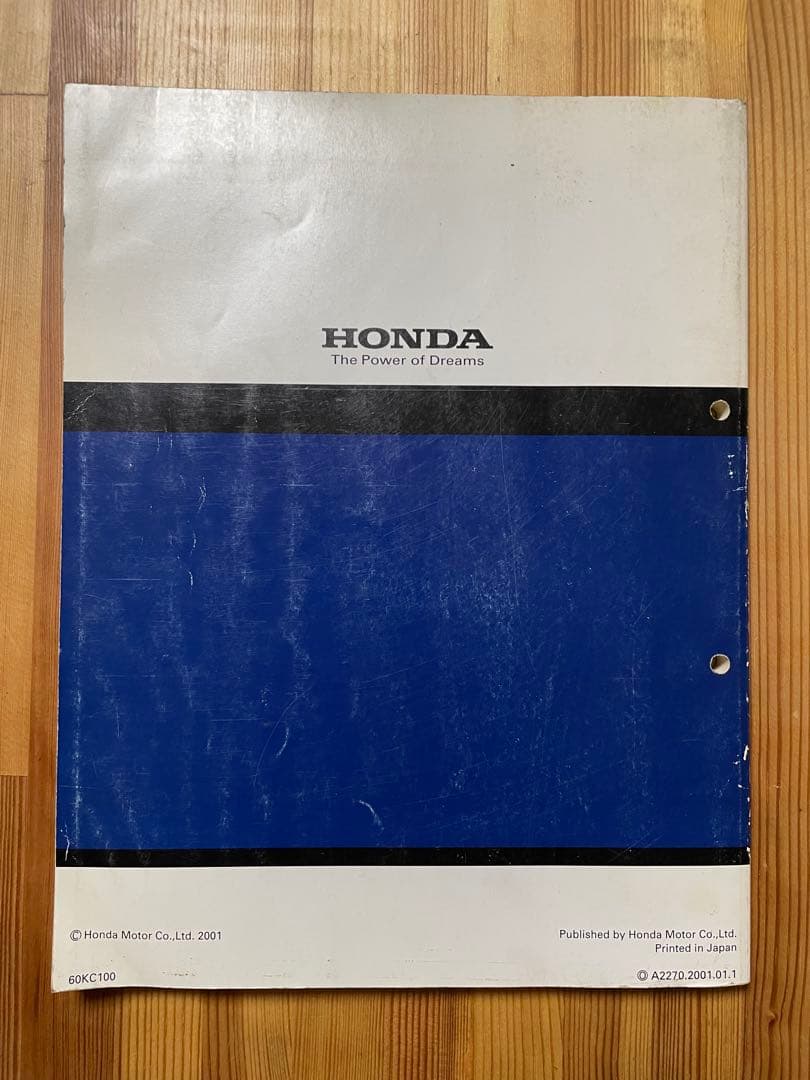 HONDA
The Power of Dreams
© Honda Motor Co.,Ltd. 2001
Published by Honda Motor Co.,Ltd.
Printed in Japan
60KC100
Ⓞ A2270.2001.01.1